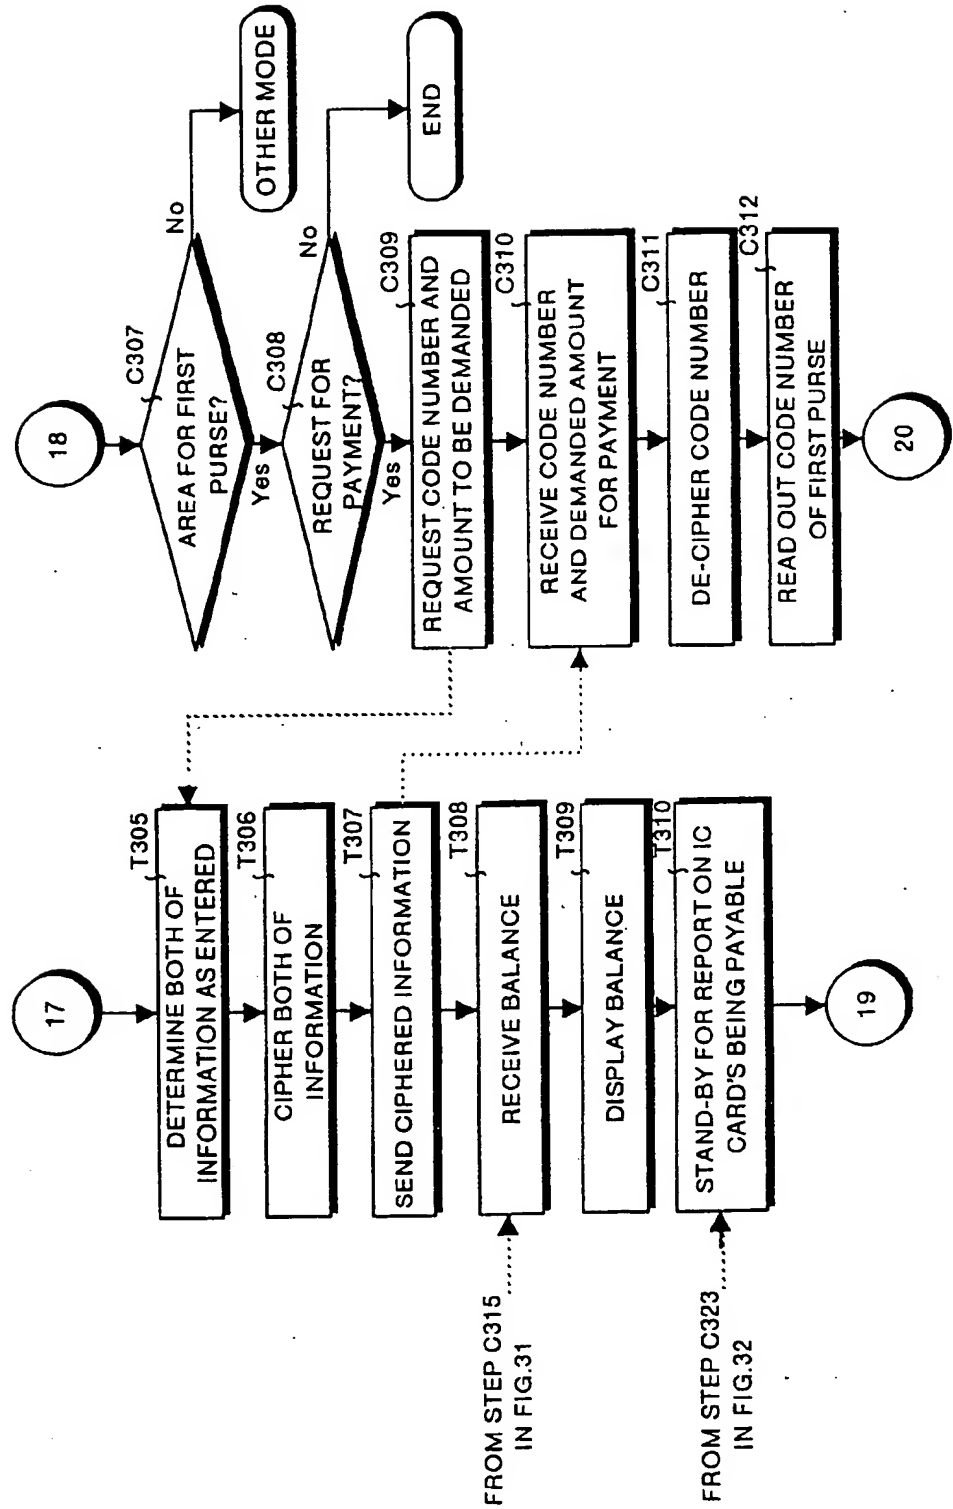 17
T305
DETERMINE BOTH OF
INFORMATION AS ENTERED
T306
CIPHER BOTH OF
INFORMATION
T307
SEND CIPHERED INFORMATION
T308
RECEIVE BALANCE
FROM STEP C315
IN FIG.31
T309
DISPLAY BALANCE
T310
STAND-BY FOR REPORT ON IC
CARD'S BEING PAYABLE
FROM STEP C323
IN FIG.32
19
18
C307
AREA FOR FIRST
PURSE?
No
OTHER MODE
Yes
C308
REQUEST FOR
PAYMENT?
No
END
Yes
C309
REQUEST CODE NUMBER AND
AMOUNT TO BE DEMANDED
C310
RECEIVE CODE NUMBER
AND DEMANDED AMOUNT
FOR PAYMENT
C311
DE-CIPHER CODE NUMBER
C312
READ OUT CODE NUMBER
OF FIRST PURSE
20